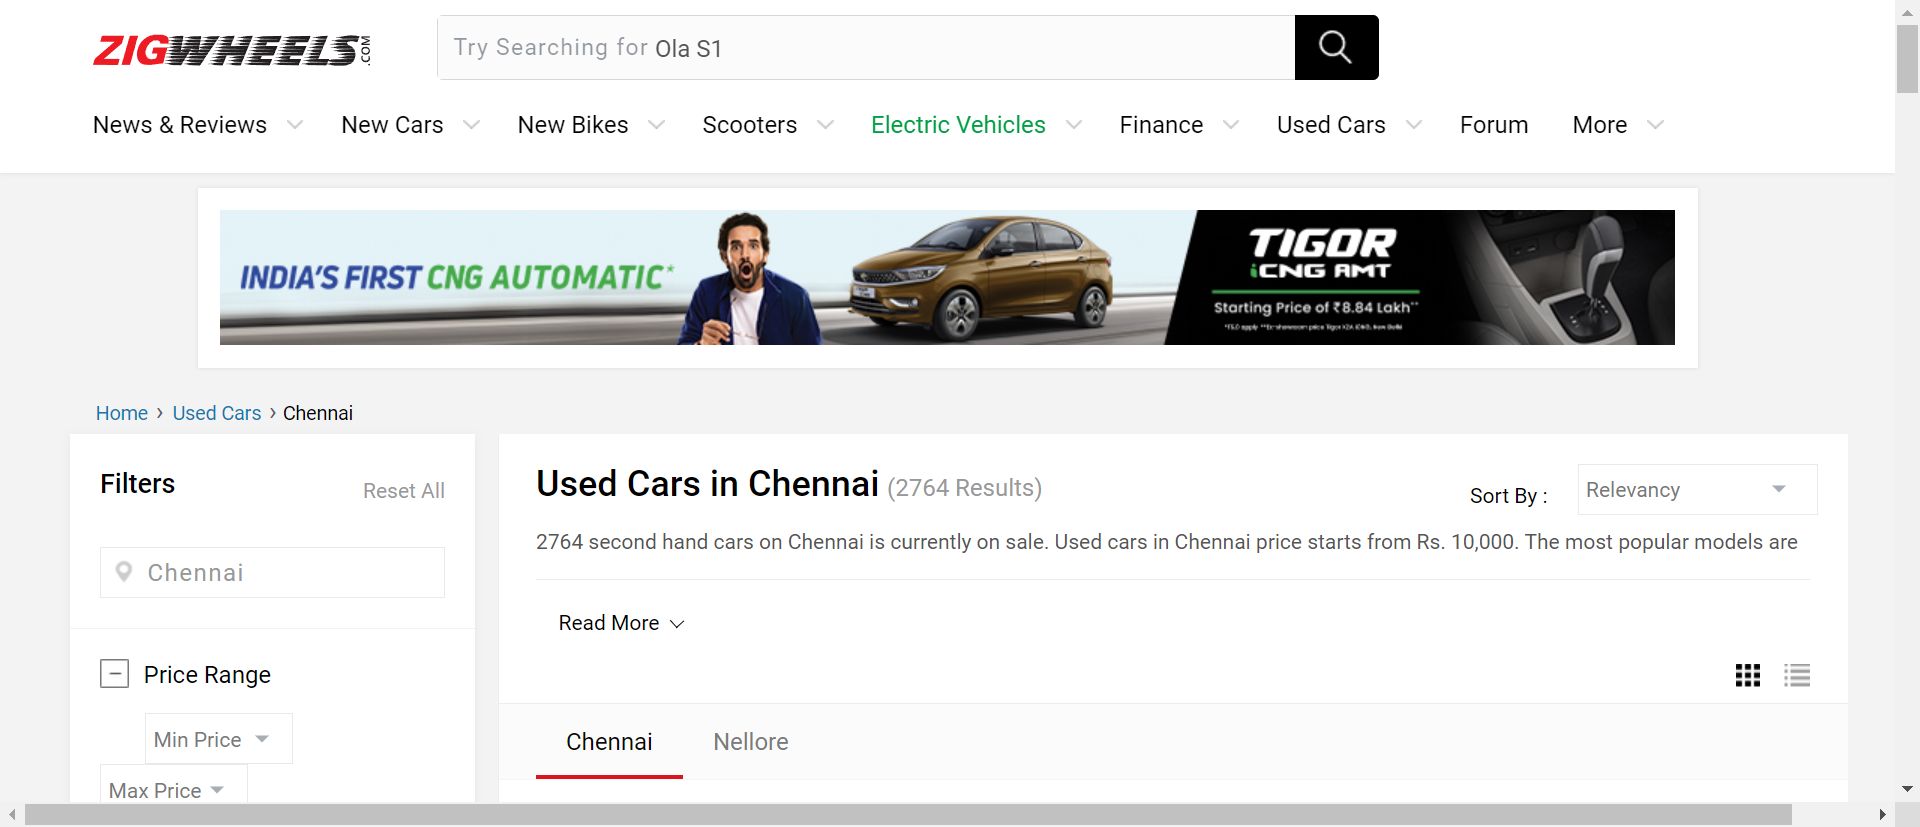 ZIGWHEELS.COM
Try Searching for Ola S1
News & Reviews New Cars New Bikes Scooters Electric Vehicles Finance Used Cars Forum More
INDIA'S FIRST CNG AUTOMATIC*
TIGOR
iCNG AMT
Starting Price of ₹8.84 Lakh**
Home › Used Cars › Chennai
Filters
Reset All
Chennai
Price Range
Min Price
Max Price
Used Cars in Chennai (2764 Results)
Sort By :
Relevancy
2764 second hand cars on Chennai is currently on sale. Used cars in Chennai price starts from Rs. 10,000. The most popular models are
Read More
Chennai Nellore